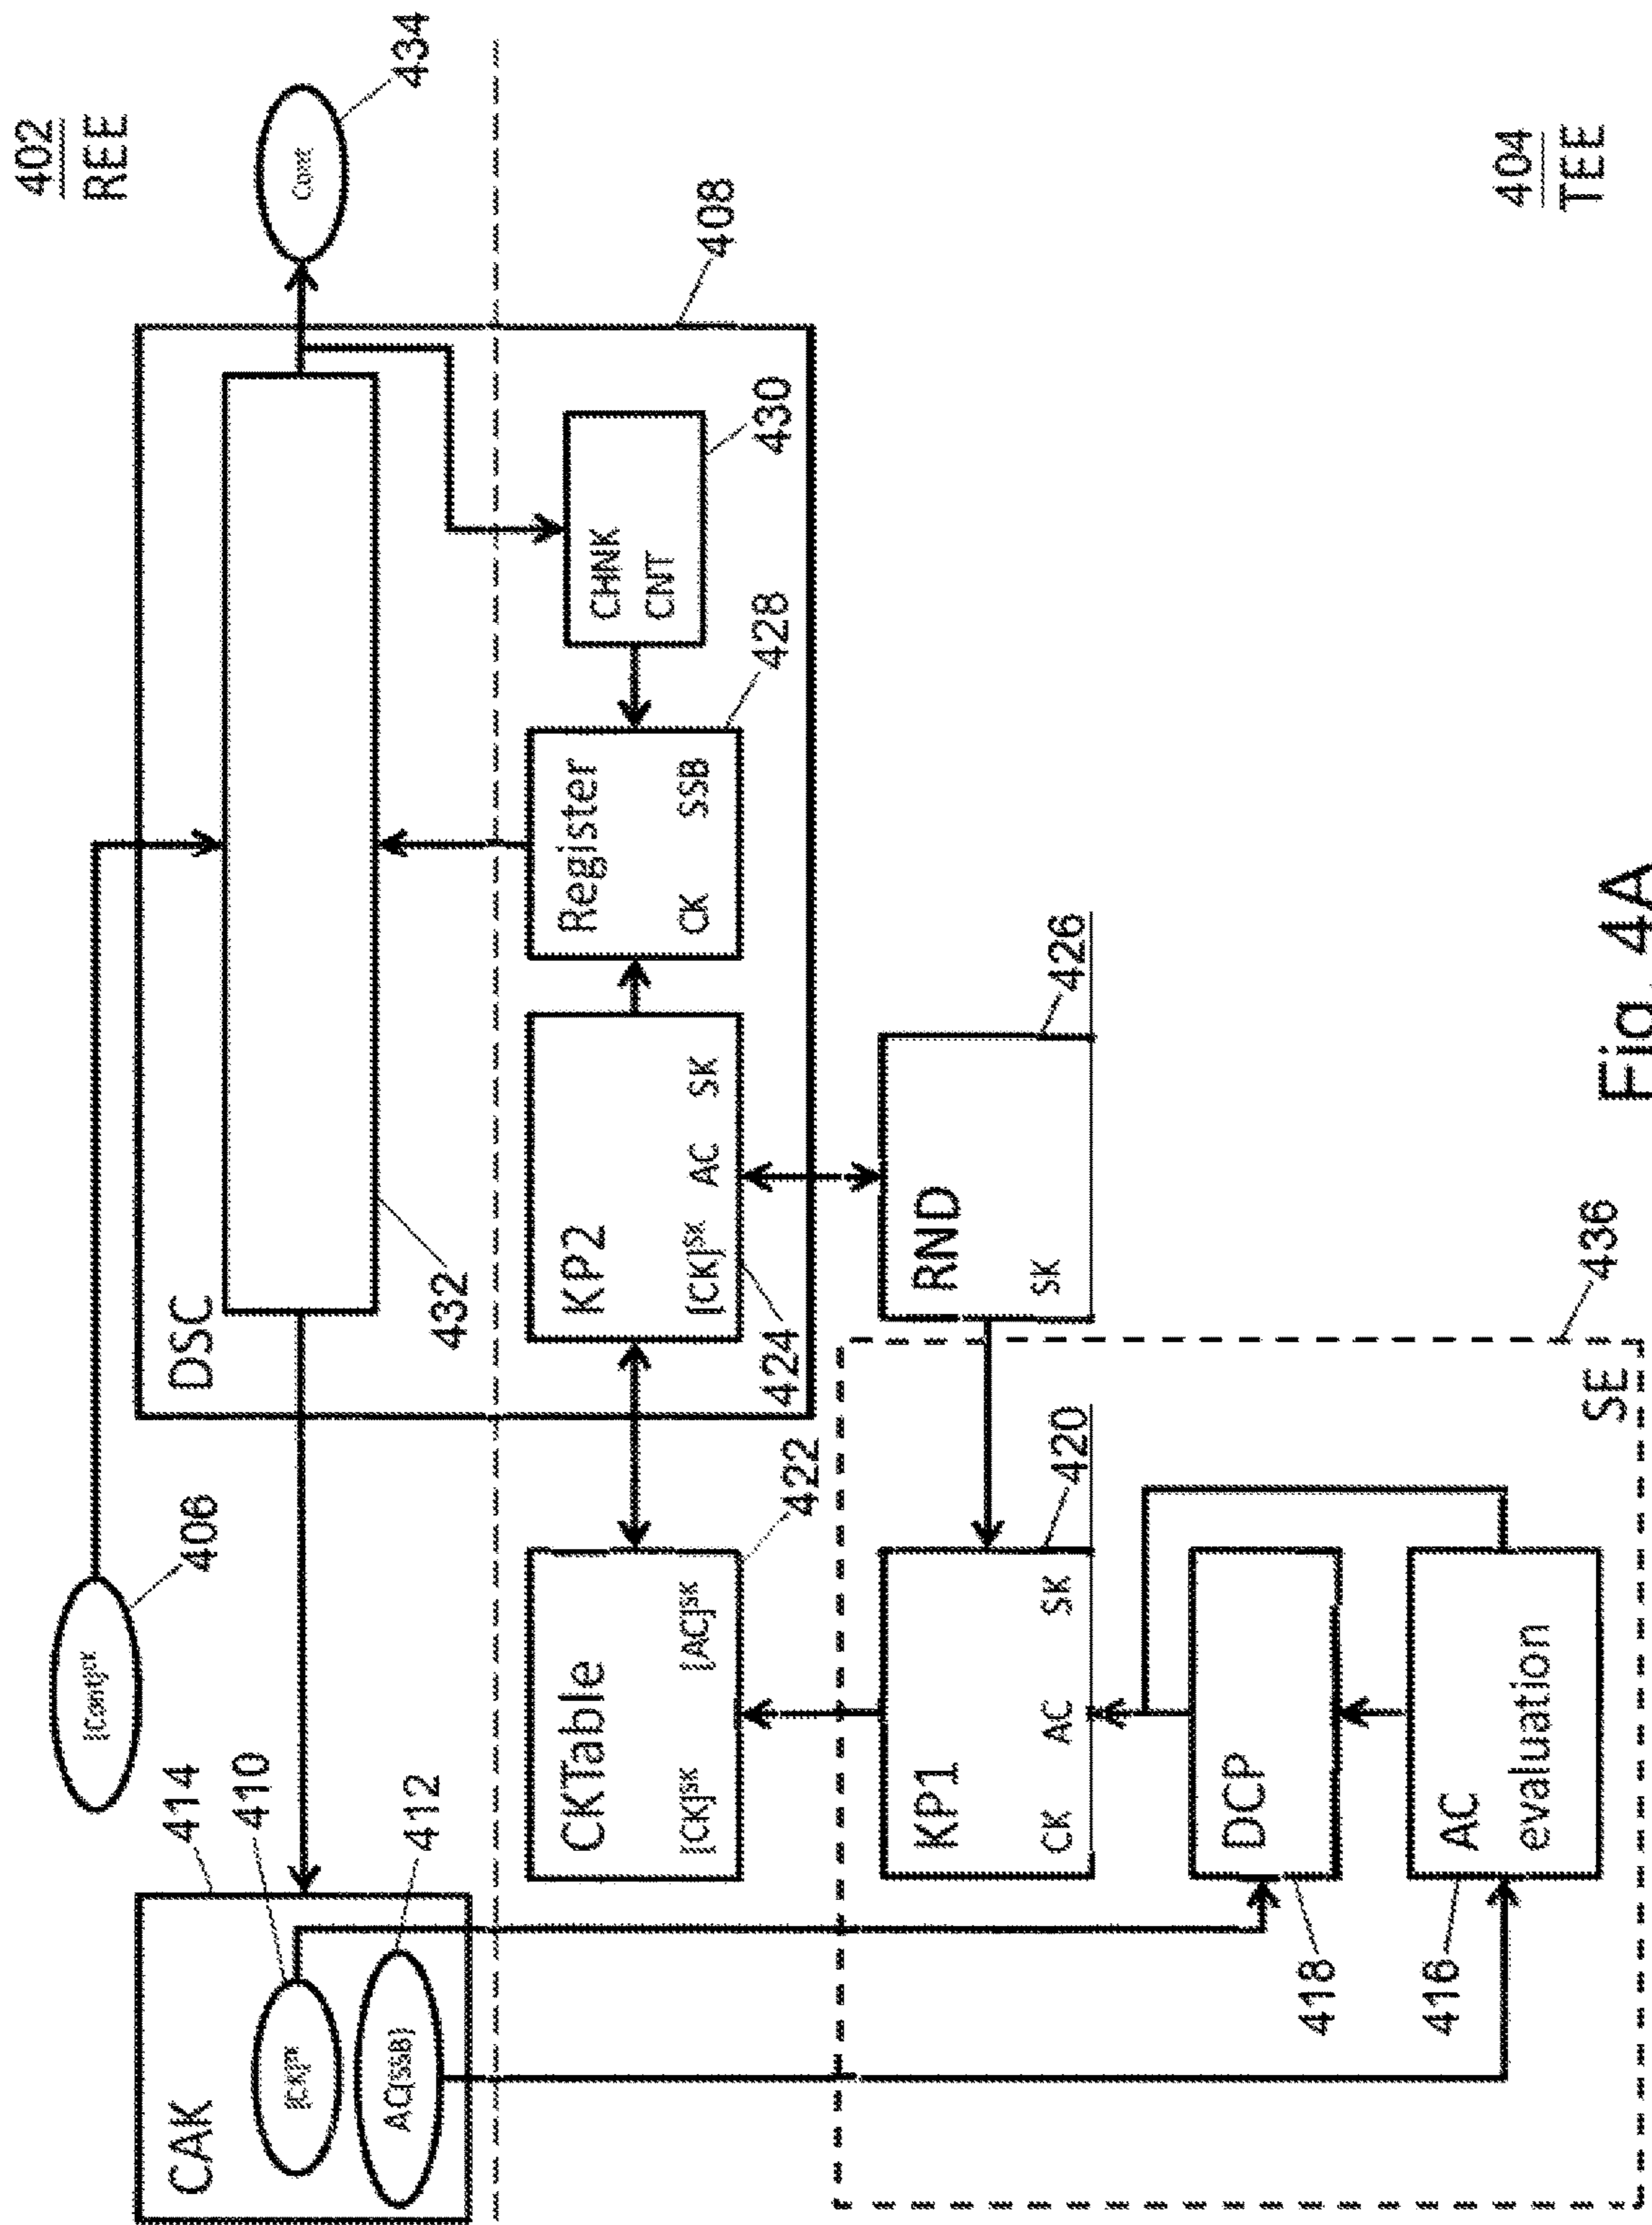 402
REE
434
Cont
408
DSC
432
CHNK
CNT
430
Register
CK SSB
428
KP2
[CK]SK AC SK
424
406
[Cont]CK
CAK
414
410
412
AC(SSB)
CKTable
[CK]SK [AC]SK
422
RND
SK
426
KP1
CK AC SK
420
DCP
418
AC
evaluation
416
SE
436
404
TEE
Fig. 4A